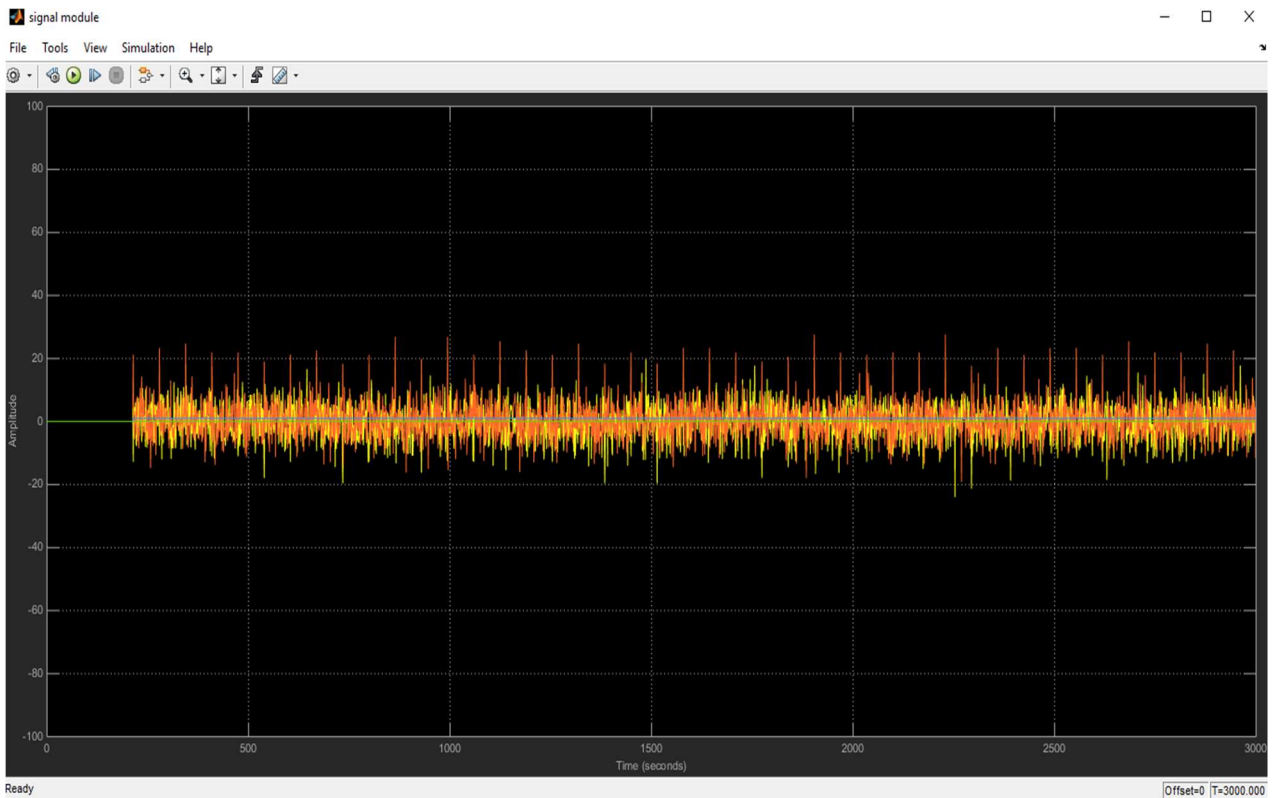 signal module
File Tools View Simulation Help
100
80
60
40
20
0
-20
-40
-60
-80
-100
Amplitude
0 500 1000 1500 2000 2500 3000
Time (seconds)
Ready Offset=0 T=3000.000